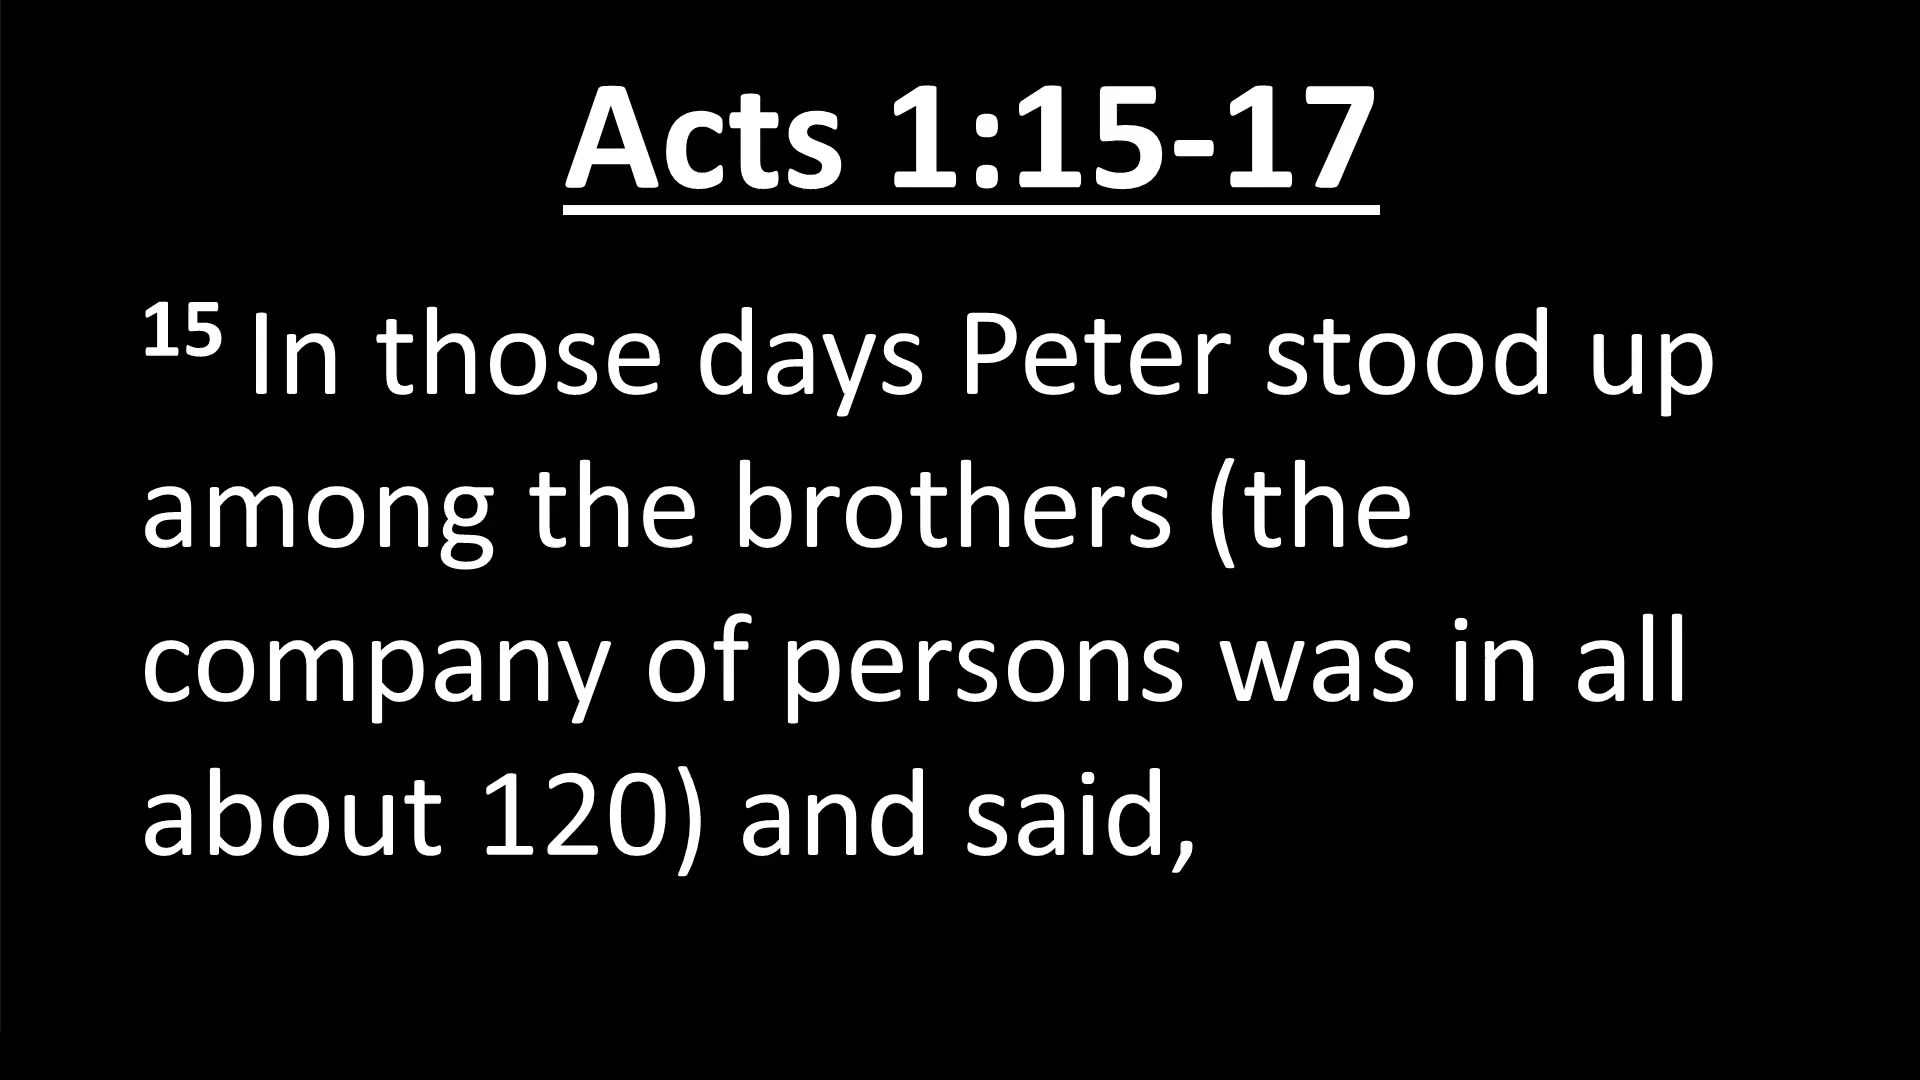 Acts 1:15-17
15 In those days Peter stood up
among the brothers (the
company of persons was in all
about 120) and said,